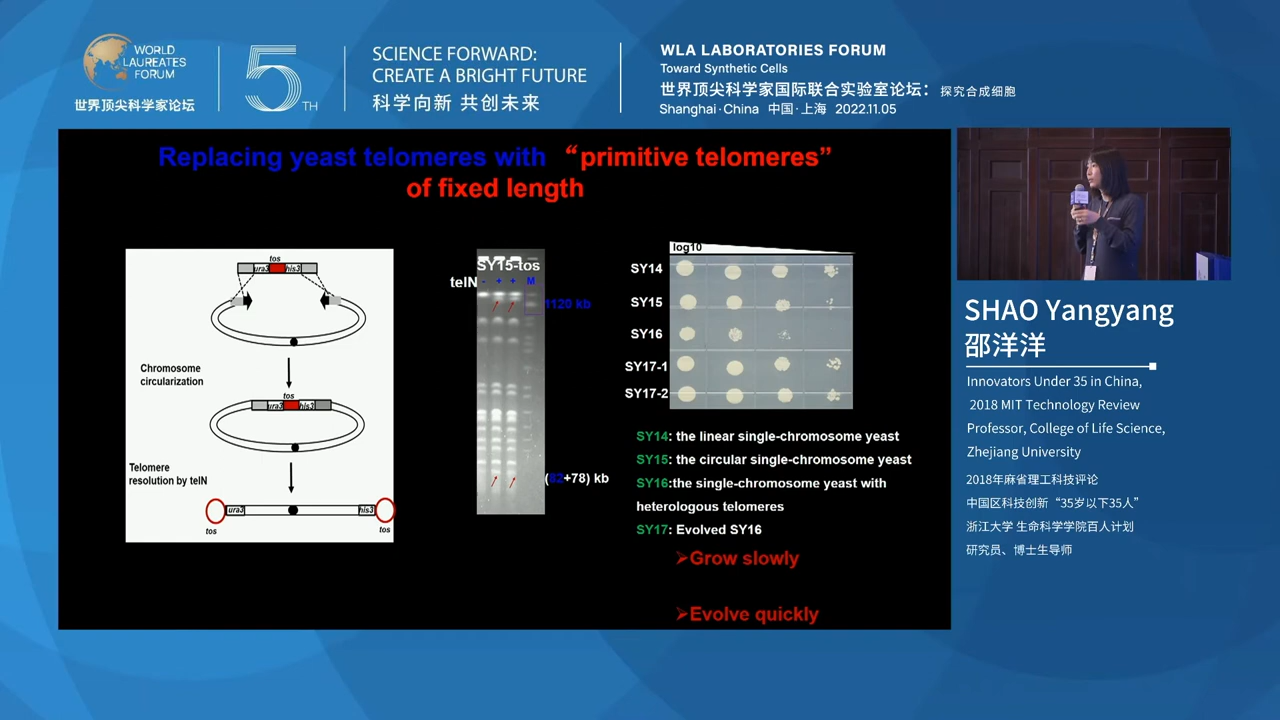 WORLD
LAUREATES
FORUM
世界顶尖科学家论坛
5TH
SCIENCE FORWARD:
CREATE A BRIGHT FUTURE
科学向新 共创未来
WLA LABORATORIES FORUM
Toward Synthetic Cells
世界顶尖科学家国际联合实验室论坛：探究合成细胞
Shanghai·China 中国·上海 2022.11.05
Replacing yeast telomeres with “primitive telomeres”
of fixed length
tos
ura3 his3
Chromosome
circularization
tos
ura3 his3
Telomere
resolution by telN
ura3 his3
tos tos
SY15-tos
telN - + + M
1120 kb
(82+78) kb
log10
SY14
SY15
SY16
SY17-1
SY17-2
SY14: the linear single-chromosome yeast
SY15: the circular single-chromosome yeast
SY16:the single-chromosome yeast with
heterologous telomeres
SY17: Evolved SY16
➢Grow slowly
➢Evolve quickly
SHAO Yangyang
邵洋洋
Innovators Under 35 in China,
2018 MIT Technology Review
Professor, College of Life Science,
Zhejiang University
2018年麻省理工科技评论
中国区科技创新“35岁以下35人”
浙江大学 生命科学学院百人计划
研究员、博士生导师